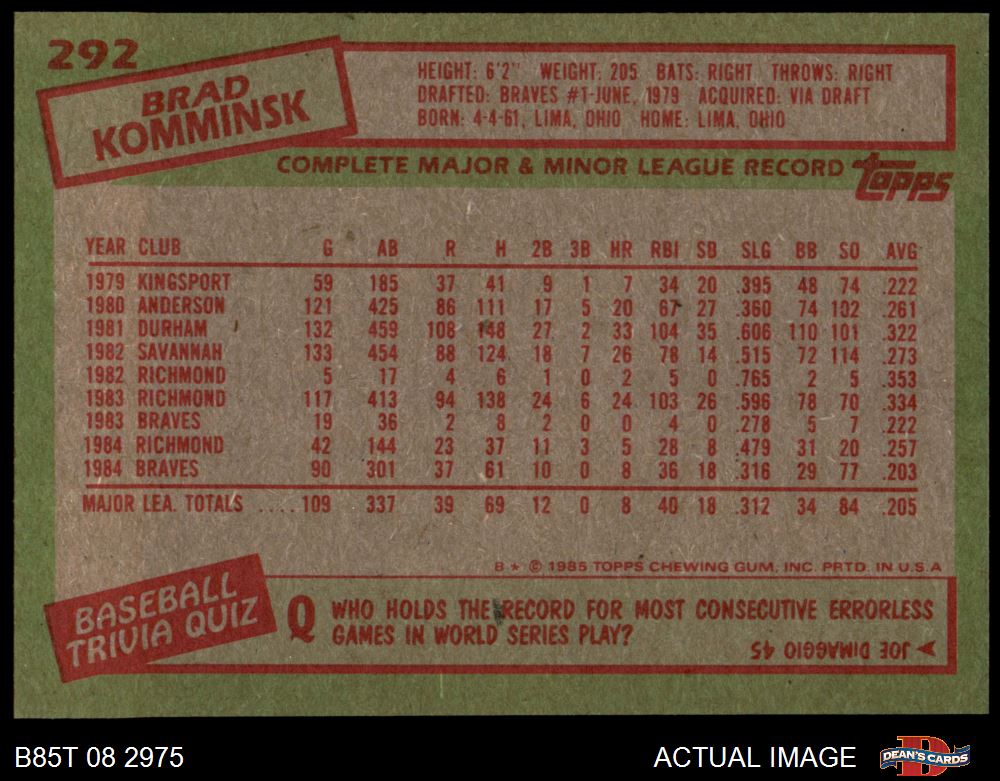 292
BRAD
KOMMINSK
HEIGHT: 6'2" WEIGHT: 205 BATS: RIGHT THROWS: RIGHT
DRAFTED: BRAVES #1-JUNE, 1979 ACQUIRED: VIA DRAFT
BORN: 4-4-61, LIMA, OHIO HOME: LIMA, OHIO
COMPLETE MAJOR & MINOR LEAGUE RECORD topps
YEAR CLUB G AB R H 2B 3B HR RBI SB SLG BB SO AVG
1979 KINGSPORT 59 185 37 41 9 1 7 34 20 .395 48 74 .222
1980 ANDERSON 121 425 86 111 17 5 20 67 27 .360 74 102 .261
1981 DURHAM 132 459 108 148 27 2 33 104 35 .606 110 101 .322
1982 SAVANNAH 133 454 88 124 18 7 26 78 14 .515 72 114 .273
1982 RICHMOND 5 17 4 6 1 0 2 5 0 .765 2 5 .353
1983 RICHMOND 117 413 94 138 24 6 24 103 26 .596 78 70 .334
1983 BRAVES 19 36 2 8 2 0 0 4 0 .278 5 7 .222
1984 RICHMOND 42 144 23 37 11 3 5 28 8 .479 31 20 .257
1984 BRAVES 90 301 37 61 10 0 8 36 18 .316 29 77 .203
MAJOR LEA. TOTALS .... 109 337 39 69 12 0 8 40 18 .312 34 84 .205
B * © 1985 TOPPS CHEWING GUM, INC. PRTD. IN U.S.A
BASEBALL
TRIVIA QUIZ
Q WHO HOLDS THE RECORD FOR MOST CONSECUTIVE ERRORLESS
GAMES IN WORLD SERIES PLAY?
JOE DIMAGGIO 45
B85T 08 2975
ACTUAL IMAGE
DEAN'S CARDS